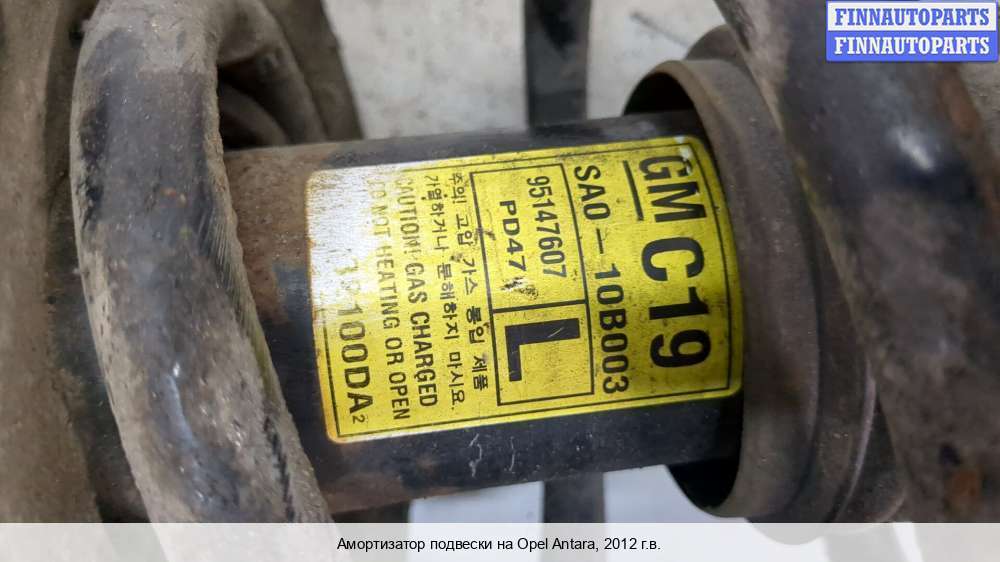 FINNAUTOPARTS
FINNAUTOPARTS
GM C19
SA0-10B003
95147607
PD47
L
주의! 고압 가스 봉입 제품
가열하거나 분해하지 마시요.
CAUTION! GAS CHARGED
DO NOT HEATING OR OPEN
100DA2
Амортизатор подвески на Opel Antara, 2012 г.в.